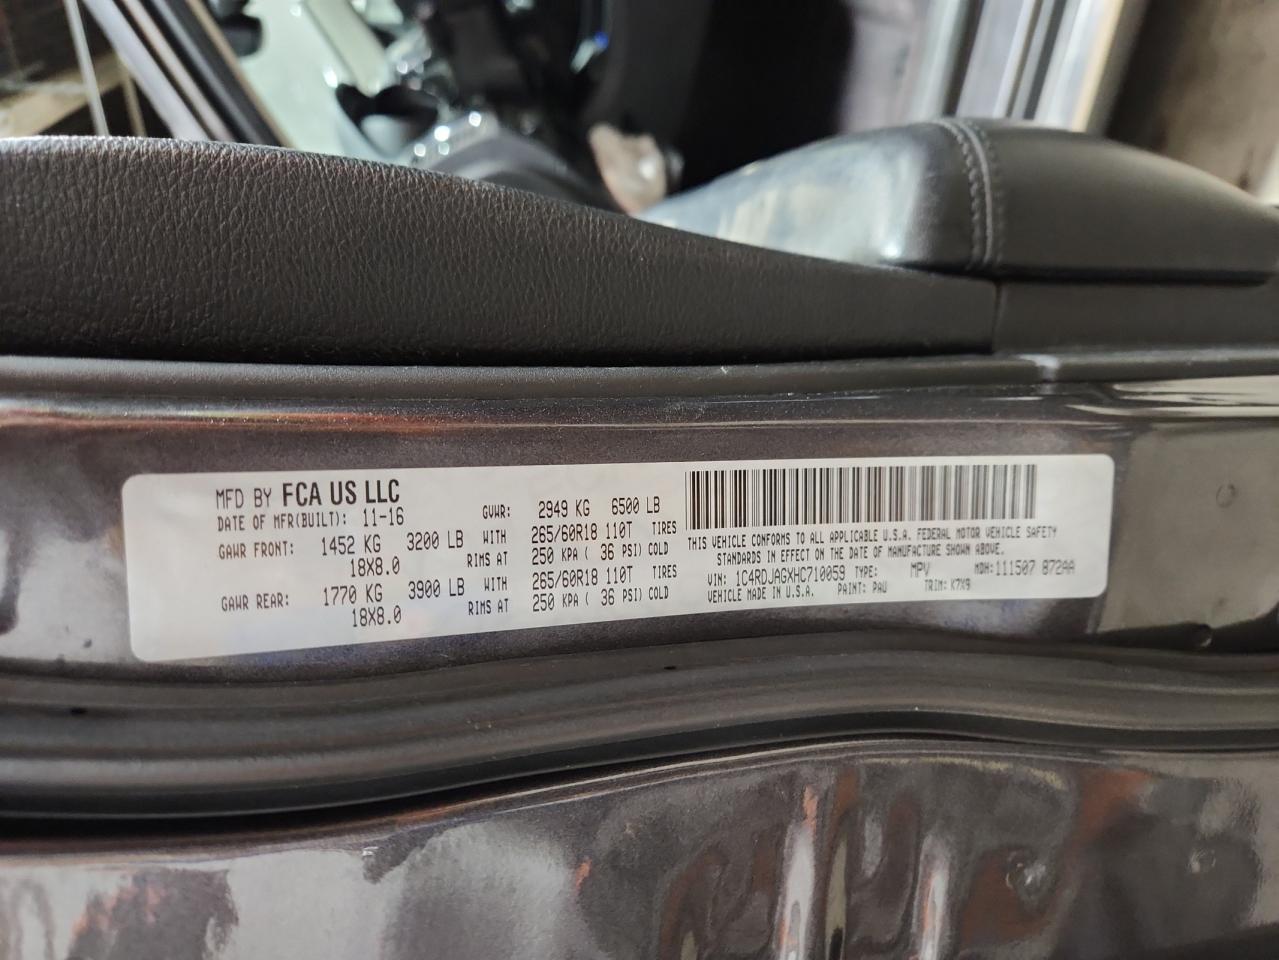 MFD BY FCA US LLC
DATE OF MFR(BUILT): 11-16 GVWR: 2949 KG 6500 LB
GAWR FRONT: 1452 KG 3200 LB WITH 265/60R18 110T TIRES
18X8.0 RIMS AT 250 KPA ( 36 PSI) COLD
GAWR REAR: 1770 KG 3900 LB WITH 265/60R18 110T TIRES
18X8.0 RIMS AT 250 KPA ( 36 PSI) COLD
THIS VEHICLE CONFORMS TO ALL APPLICABLE U.S.A. FEDERAL MOTOR VEHICLE SAFETY
STANDARDS IN EFFECT ON THE DATE OF MANUFACTURE SHOWN ABOVE.
VIN: 1C4RDJAGXHC710059 TYPE: MPV MDH:111507 872AA
VEHICLE MADE IN U.S.A. PAINT: PAU TRIM: K7X9